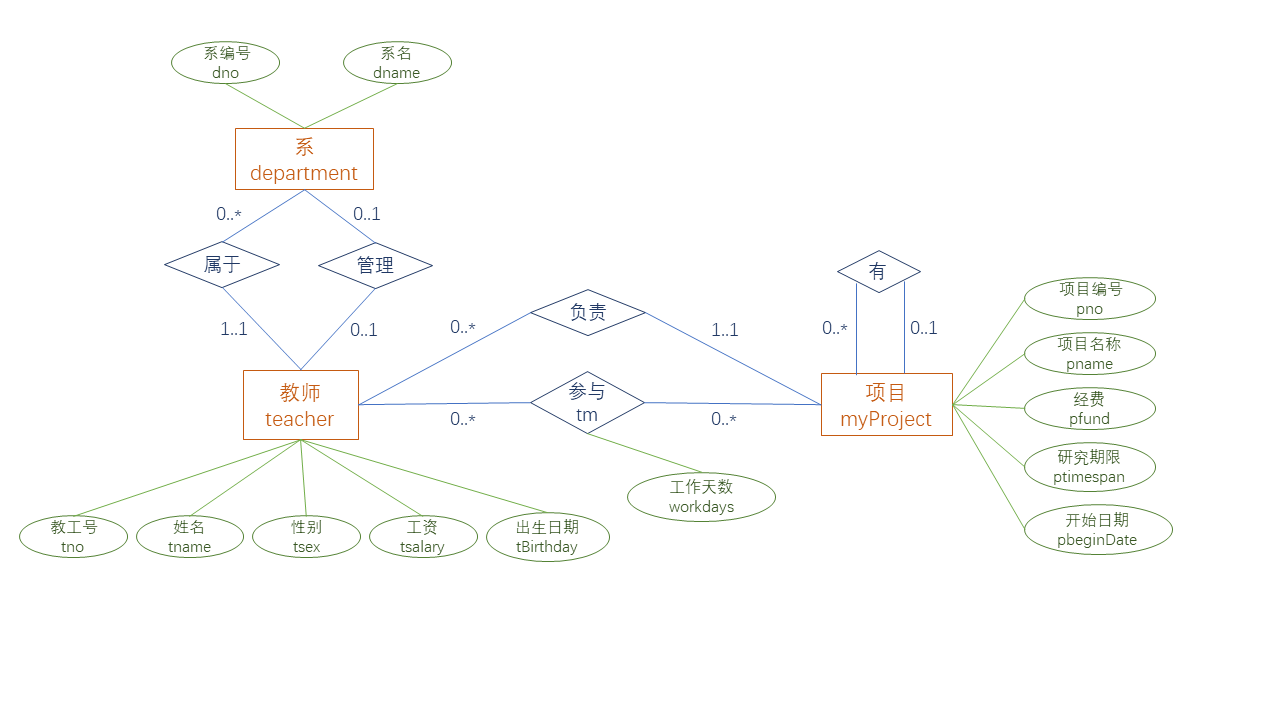 系编号
dno
系名
dname
系
department
0..*
0..1
属于
管理
1..1
0..1
负责
0..*
1..1
有
0..*
0..1
教师
teacher
参与
tm
0..*
0..*
项目
myProject
项目编号
pno
项目名称
pname
经费
pfund
研究期限
ptimespan
开始日期
pbeginDate
工作天数
workdays
教工号
tno
姓名
tname
性别
tsex
工资
tsalary
出生日期
tBirthday